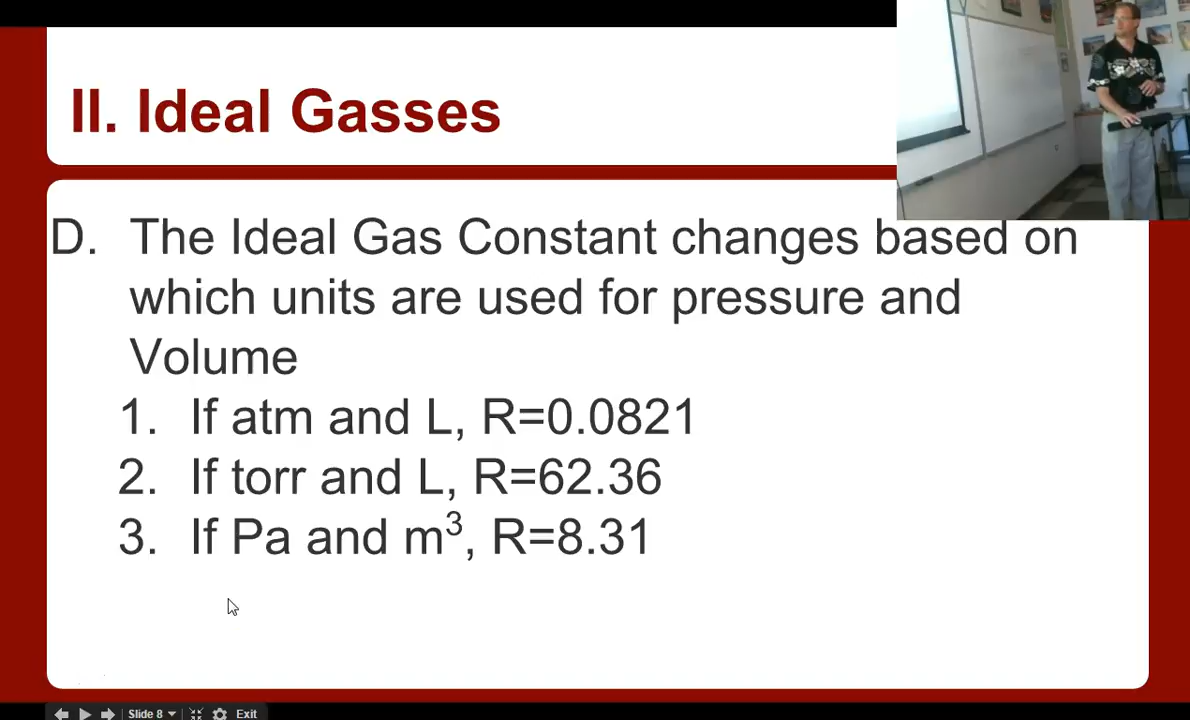 II. Ideal Gasses
D. The Ideal Gas Constant changes based on
which units are used for pressure and
Volume
1. If atm and L, R=0.0821
2. If torr and L, R=62.36
3. If Pa and m³, R=8.31
Slide 8
Exit